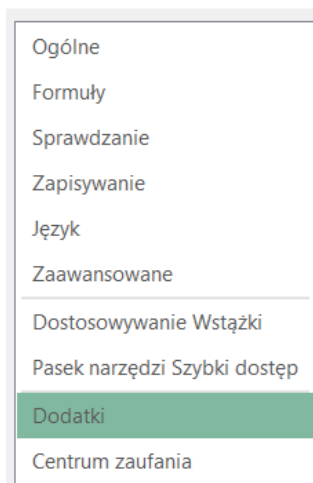 Ogólne
Formuły
Sprawdzanie
Zapisywanie
Język
Zaawansowane
Dostosowywanie Wstążki
Pasek narzędzi Szybki dostęp
Dodatki
Centrum zaufania